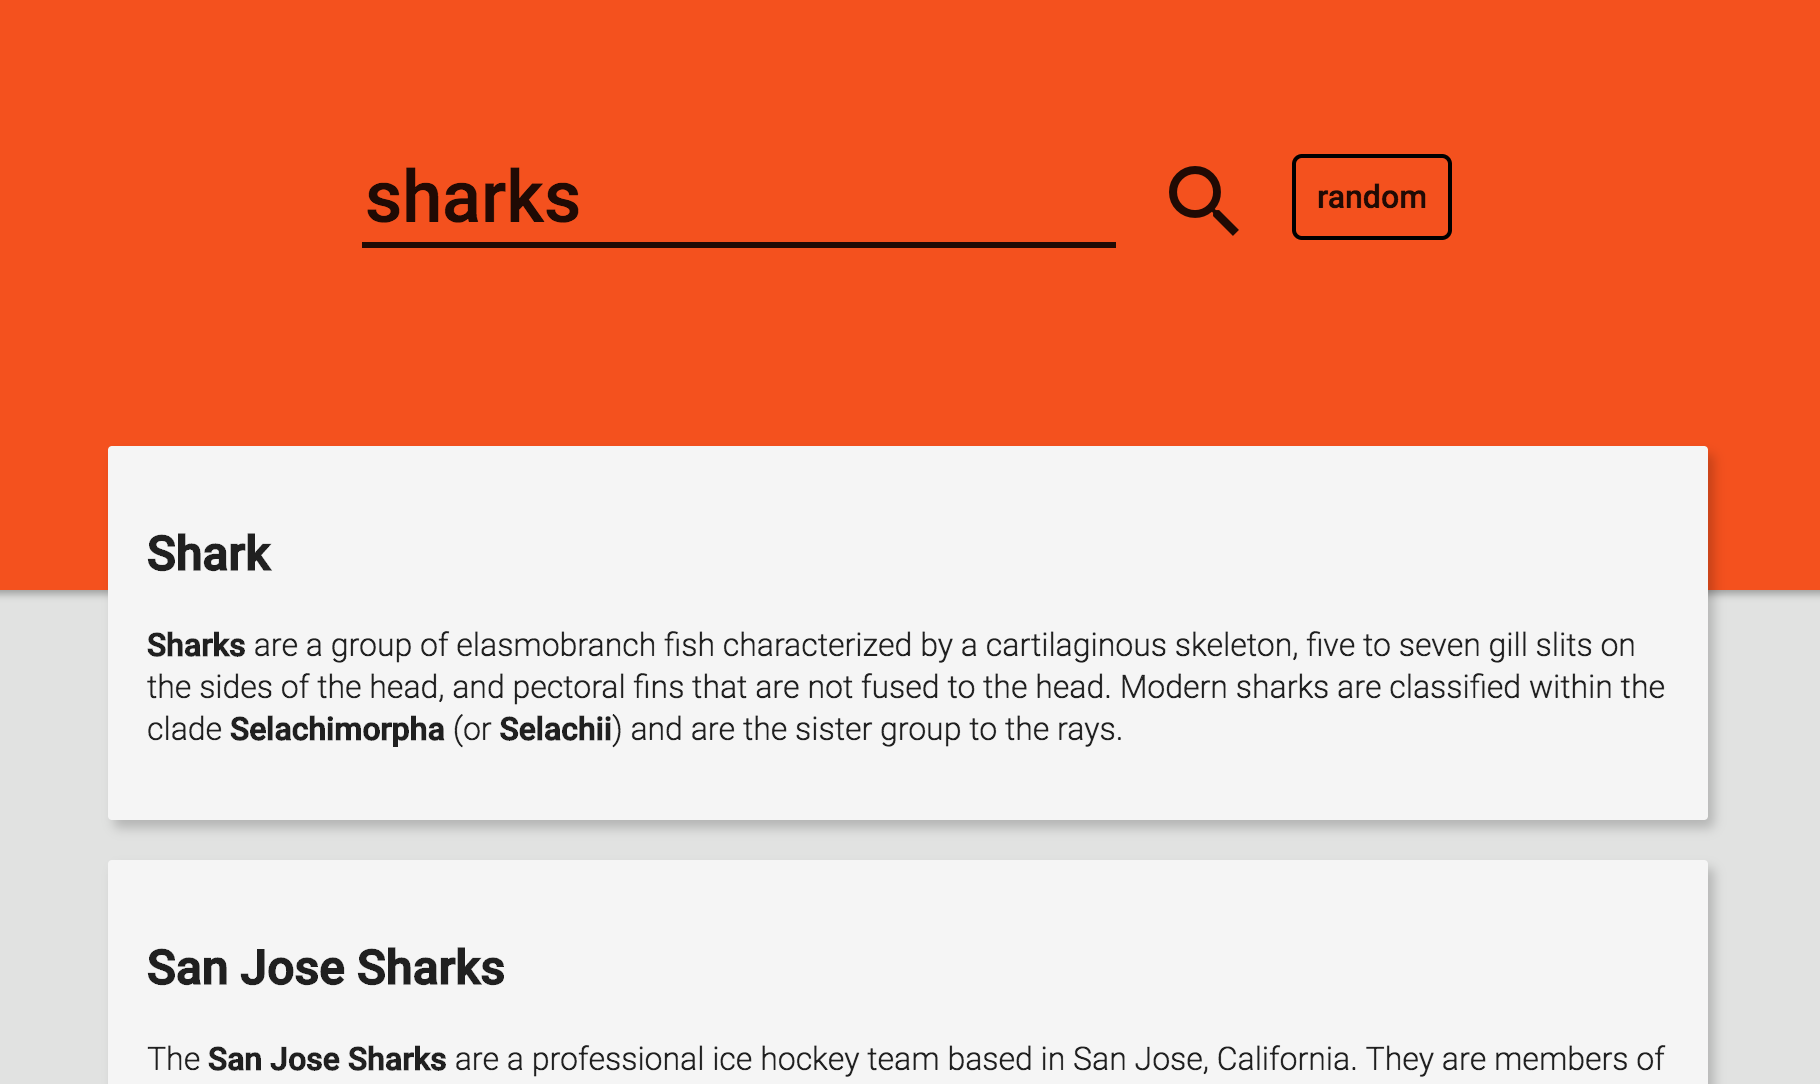 sharks
random
Shark
Sharks are a group of elasmobranch fish characterized by a cartilaginous skeleton, five to seven gill slits on
the sides of the head, and pectoral fins that are not fused to the head. Modern sharks are classified within the
clade Selachimorpha (or Selachii) and are the sister group to the rays.
San Jose Sharks
The San Jose Sharks are a professional ice hockey team based in San Jose, California. They are members of